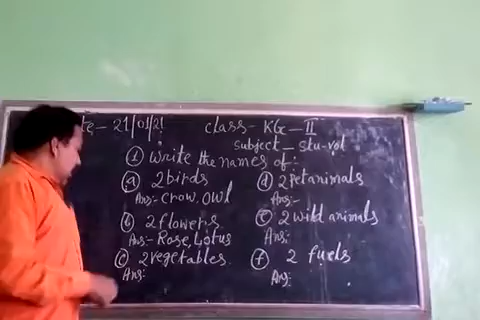 te- 21/01/21
class- KG-II
Subject- Stu-vol
① Write the names of:
ⓐ 2 birds
Ans:- Crow, Owl
ⓑ 2 flowers
Ans:- Rose, Lotus
ⓒ 2 vegetables
Ans:
ⓓ 2 Pet animals
Ans:-
ⓔ 2 wild animals
Ans:
ⓕ 2 fuels
Ans: